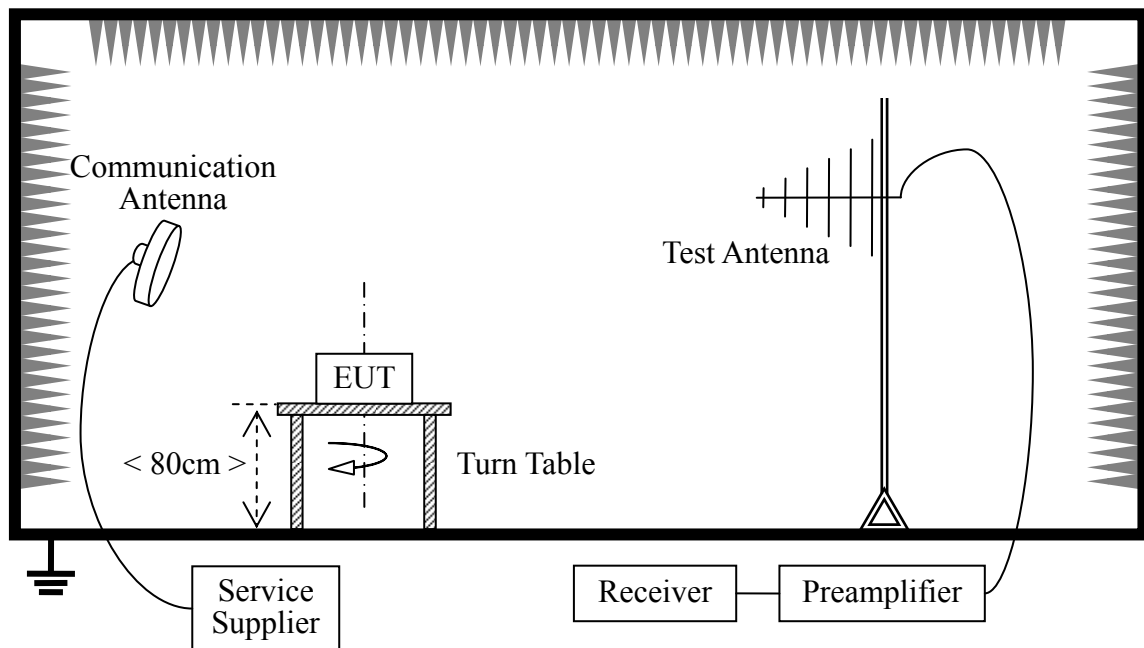 Communication
Antenna
Test Antenna
EUT
< 80cm >
Turn Table
Service
Supplier
Receiver
Preamplifier